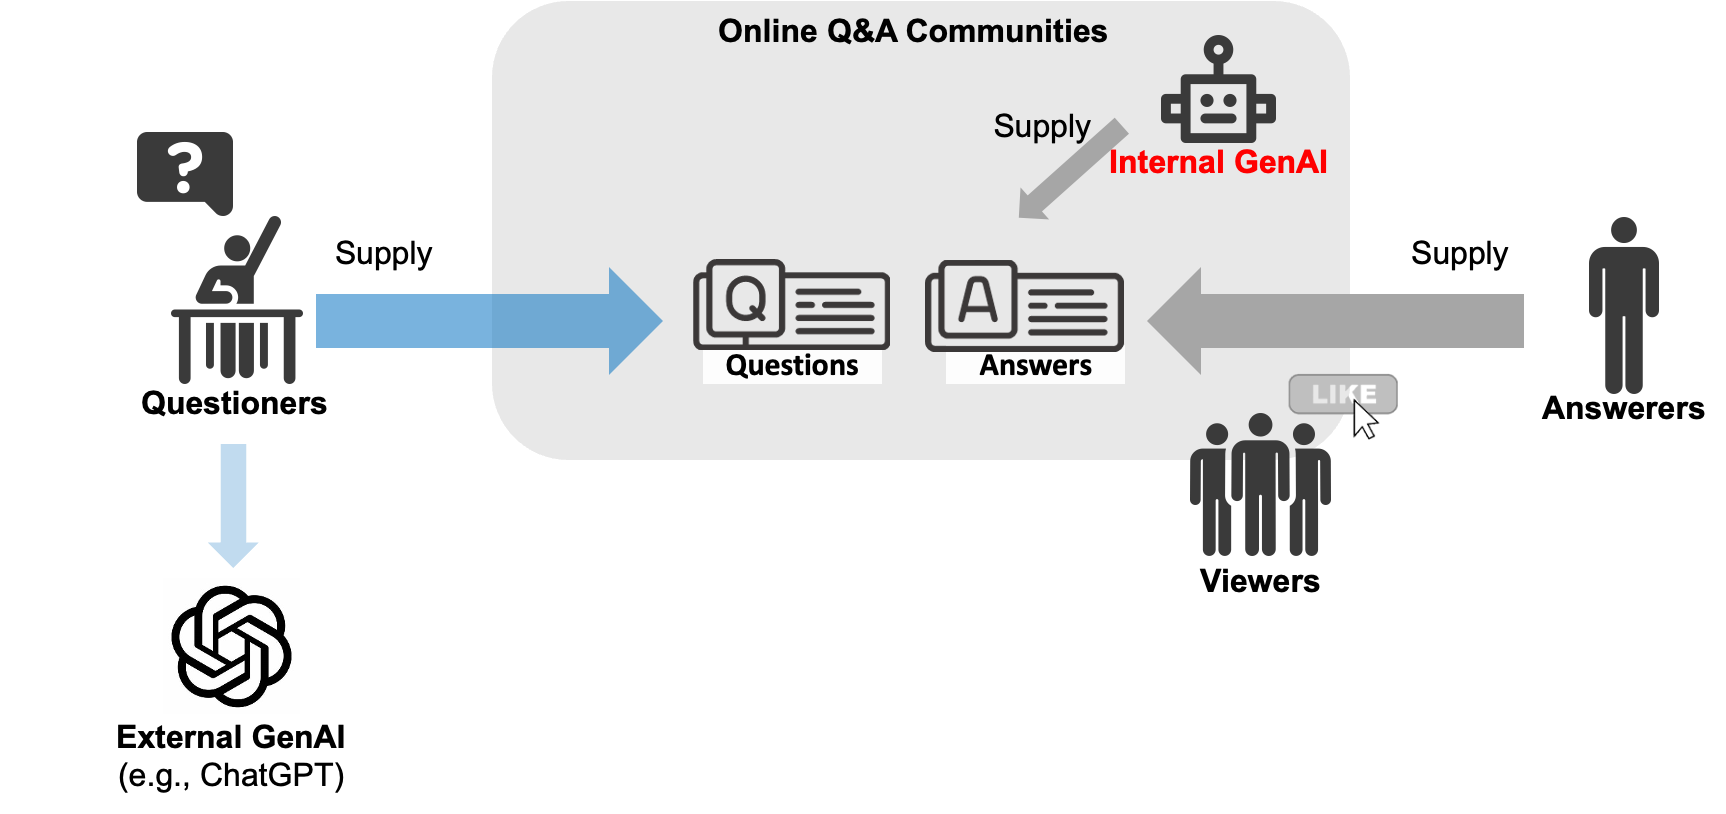 Online Q&A Communities
Supply
Internal GenAI
?
Supply
Supply
Q
A
Questions
Answers
LIKE
Questioners
Answerers
Viewers
External GenAI
(e.g., ChatGPT)